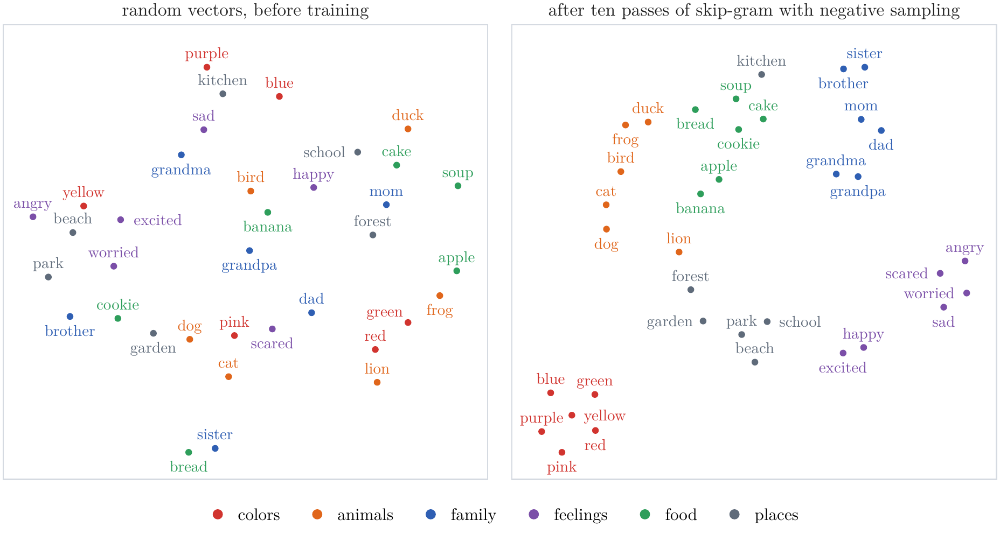 random vectors, before training
purple
kitchen
blue
sad
duck
school
cake
grandma
bird
happy
soup
yellow
mom
angry
beach
excited
banana
forest
worried
park
grandpa
apple
cookie
dad
green
frog
brother
dog
pink
garden
scared
red
cat
lion
sister
bread
after ten passes of skip-gram with negative sampling
sister
kitchen
brother
soup
duck
cake
mom
bread
frog
cookie
dad
bird
apple
grandma
cat
grandpa
banana
dog
lion
angry
scared
forest
worried
garden
park
school
sad
happy
beach
excited
blue
green
purple
yellow
red
pink
colors
animals
family
feelings
food
places